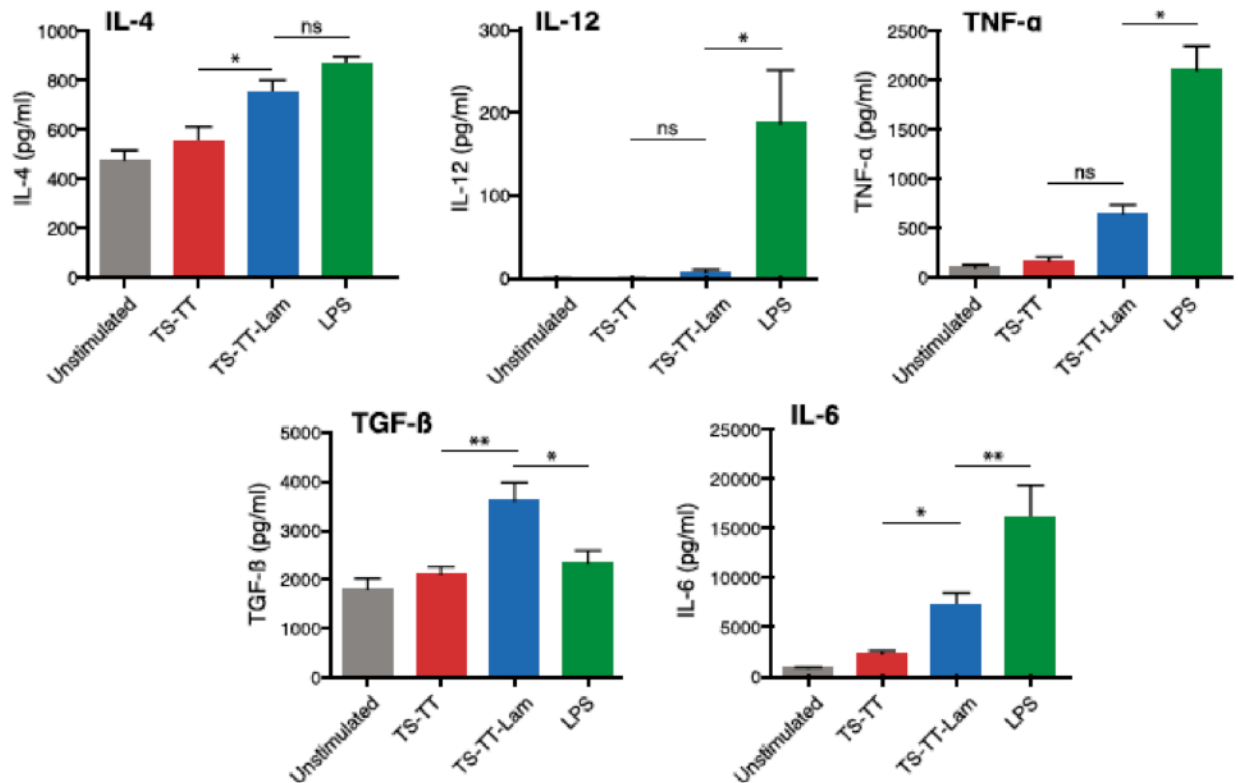 IL-4
IL-4 (pg/ml)
1000
800
600
400
200
0
*
ns
Unstimulated
TS-TT
TS-TT-Lam
LPS
IL-12
IL-12 (pg/ml)
300
200
100
0
ns
*
Unstimulated
TS-TT
TS-TT-Lam
LPS
TNF-α
TNF-α (pg/ml)
2500
2000
1500
1000
500
0
ns
*
Unstimulated
TS-TT
TS-TT-Lam
LPS
TGF-ß
TGF-ß (pg/ml)
5000
4000
3000
2000
1000
0
**
*
Unstimulated
TS-TT
TS-TT-Lam
LPS
IL-6
IL-6 (pg/ml)
25000
20000
15000
10000
5000
0
*
**
Unstimulated
TS-TT
TS-TT-Lam
LPS